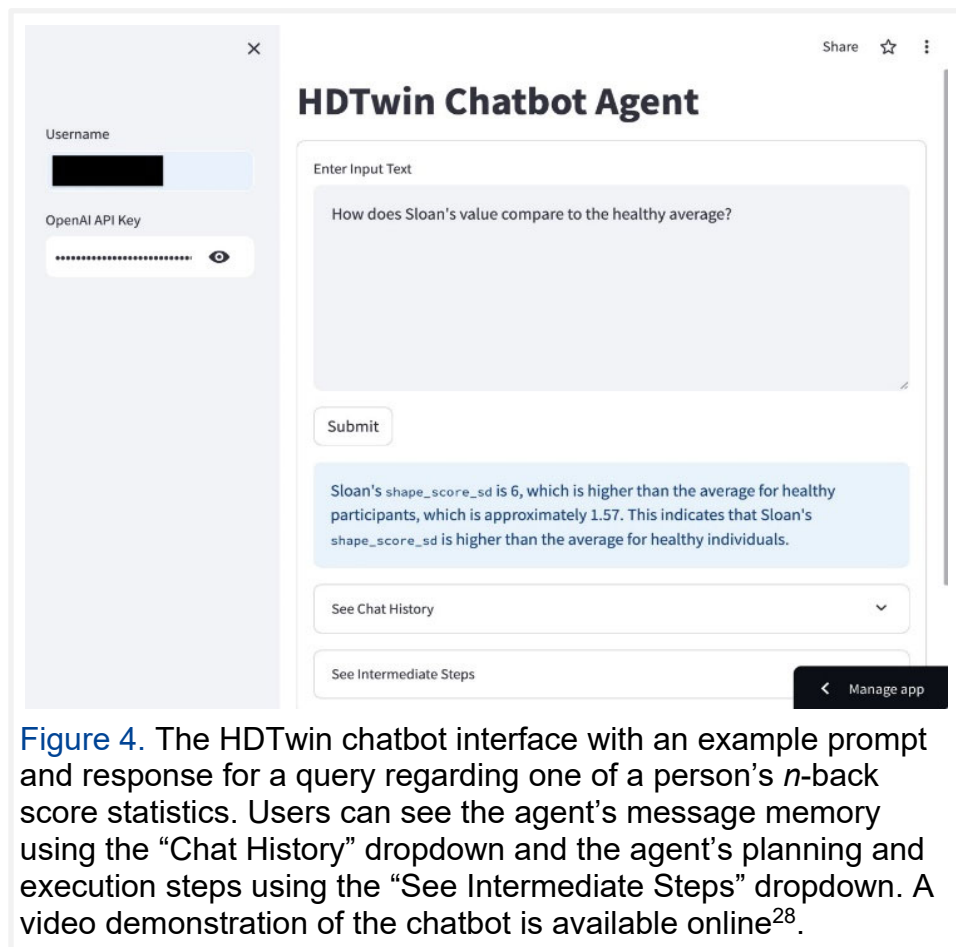 Share
HDTwin Chatbot Agent
Username
OpenAI API Key
Enter Input Text
How does Sloan's value compare to the healthy average?
Submit
Sloan's shape_score_sd is 6, which is higher than the average for healthy
participants, which is approximately 1.57. This indicates that Sloan's
shape_score_sd is higher than the average for healthy individuals.
See Chat History
See Intermediate Steps
Manage app
Figure 4. The HDTwin chatbot interface with an example prompt
and response for a query regarding one of a person’s n-back
score statistics. Users can see the agent’s message memory
using the “Chat History” dropdown and the agent’s planning and
execution steps using the “See Intermediate Steps” dropdown. A
video demonstration of the chatbot is available online28.